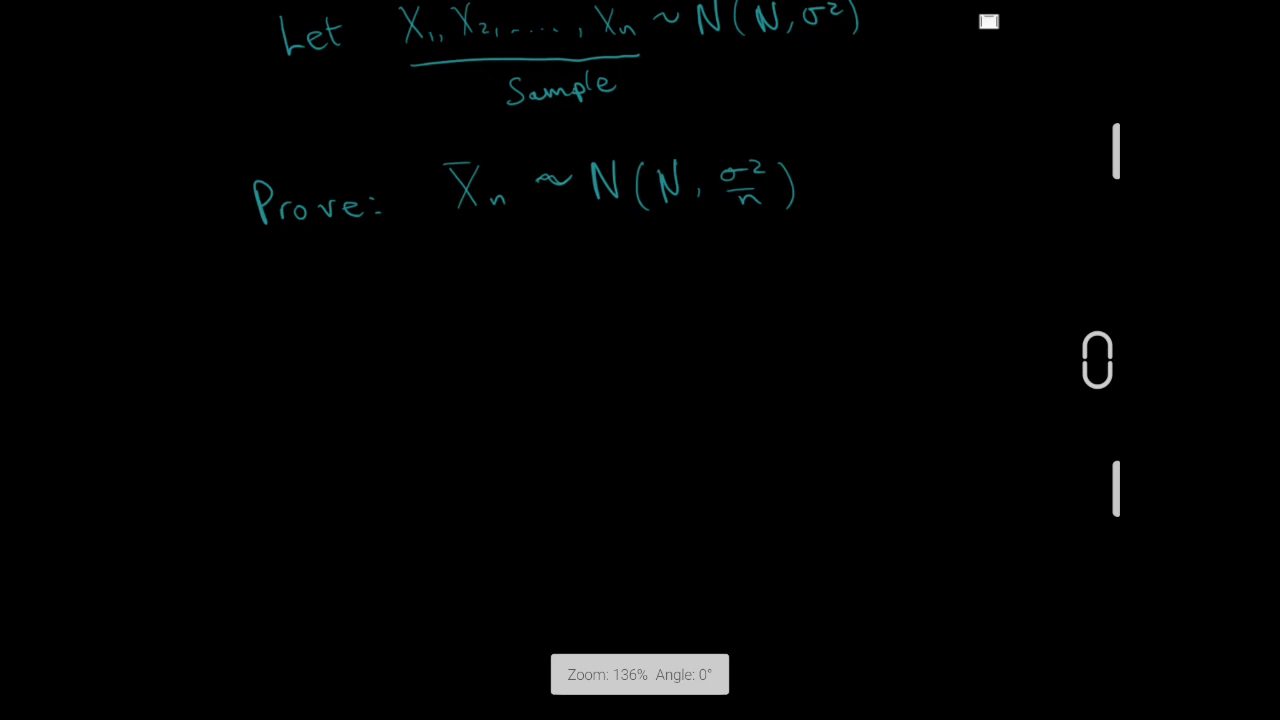 Let X₁, X₂, ...., Xₙ ~ N(N, σ²)
Sample
Prove: X̅ₙ ~ N(N, σ²/n)
Zoom: 136% Angle: 0°